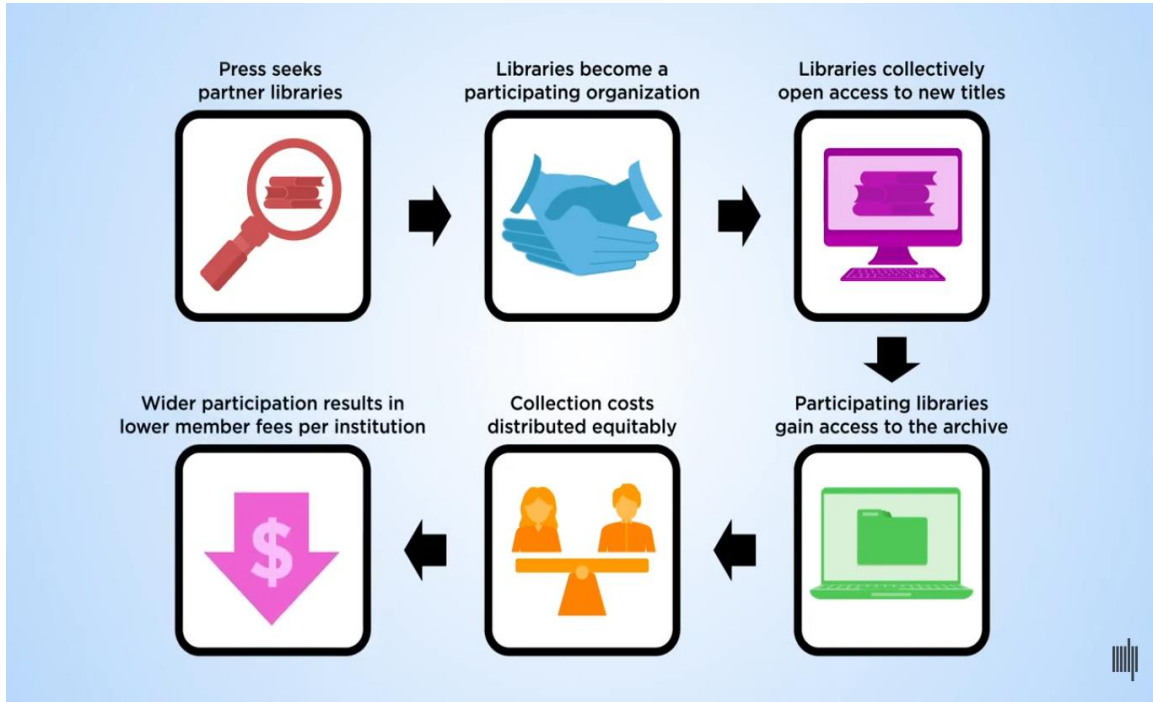 Press seeks
partner libraries
Libraries become a
participating organization
Libraries collectively
open access to new titles
Participating libraries
gain access to the archive
Collection costs
distributed equitably
$
Wider participation results in
lower member fees per institution